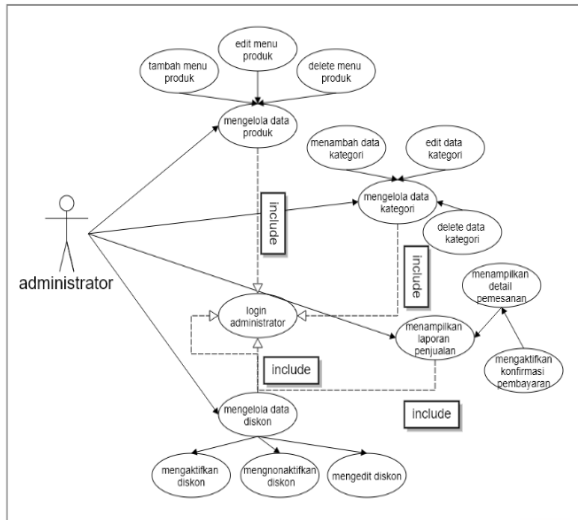 edit menu
produk
tambah menu
produk
delete menu
produk
mengelola data
produk
menambah data
kategori
edit data
kategori
mengelola data
kategori
include
delete data
kategori
administrator
include
menampilkan
detail
pemesanan
login
administrator
menampilkan
laporan
penjualan
mengaktifkan
konfirmasi
pembayaran
include
mengelola data
diskon
include
mengaktifkan
diskon
mengnonaktifkan
diskon
mengedit diskon